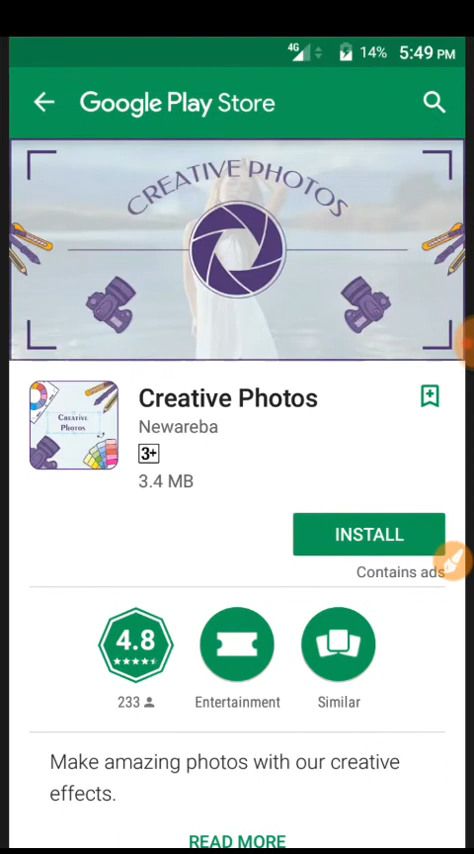 4G 14% 5:49 PM
Google Play Store
CREATIVE PHOTOS
CREATIVE
PHOTOS
Creative Photos
Newareba
3+
3.4 MB
INSTALL
Contains ads
4.8
233 Entertainment Similar
Make amazing photos with our creative
effects.
READ MORE